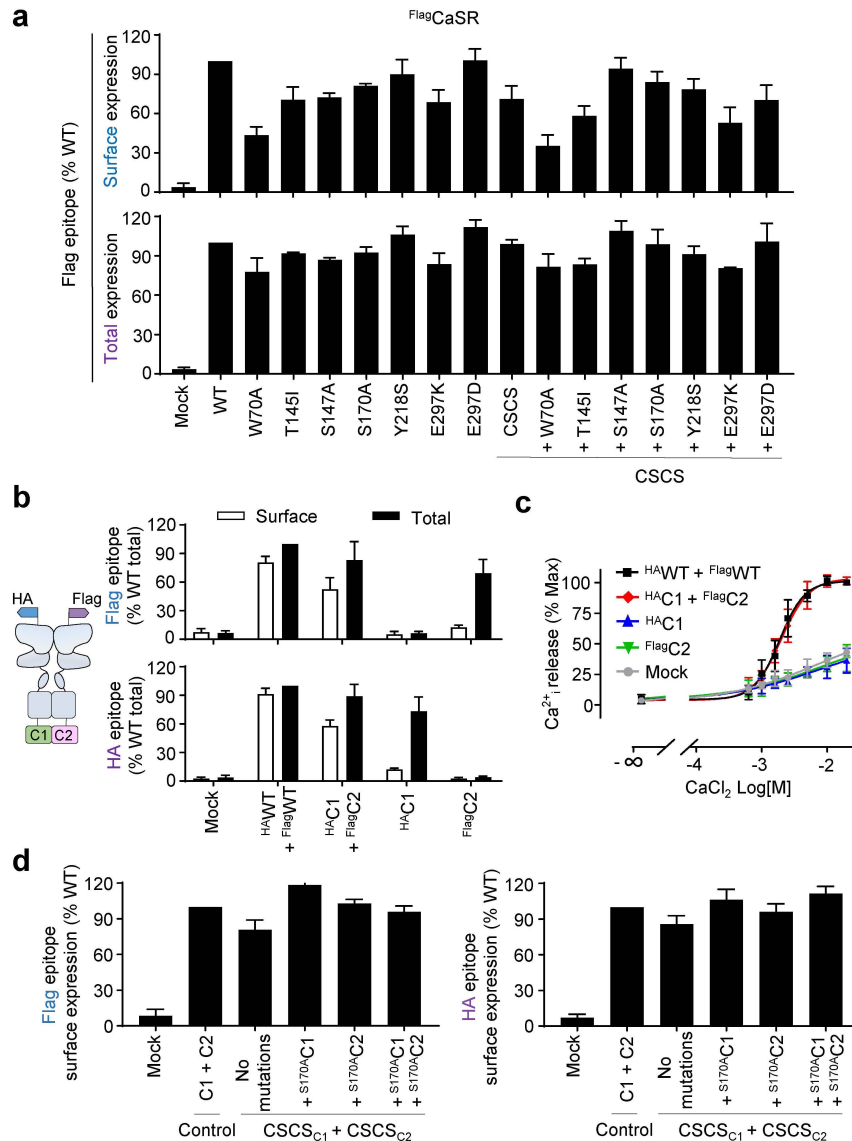 a
FlagCaSR
Flag epitope (% WT)
Surface expression
120
90
60
30
0
Total expression
120
90
60
30
0
Mock
WT
W70A
T145I
S147A
S170A
Y218S
E297K
E297D
CSCS
+ W70A
+ T145I
+ S147A
+ S170A
+ Y218S
+ E297K
+ E297D
CSCS
b
HA
Flag
C1
C2
Surface
Total
Flag epitope
(% WT total)
120
90
60
30
0
HA epitope
(% WT total)
120
90
60
30
0
Mock
HAWT
+ FlagWT
HAC1
+ FlagC2
HAC1
FlagC2
c
HAWT + FlagWT
HAC1 + FlagC2
HAC1
FlagC2
Mock
Ca2+i release (% Max)
100
75
50
25
0
- ∞
-4
-3
-2
CaCl2 Log[M]
d
Flag epitope
surface expression (% WT)
120
90
60
30
0
Mock
C1 + C2
No
mutations
+ S170AC1
+ S170AC2
+ S170AC1
+ S170AC2
Control
CSCSC1 + CSCSC2
HA epitope
surface expression (% WT)
120
90
60
30
0
Mock
C1 + C2
No
mutations
+ S170AC1
+ S170AC2
+ S170AC1
+ S170AC2
Control
CSCSC1 + CSCSC2